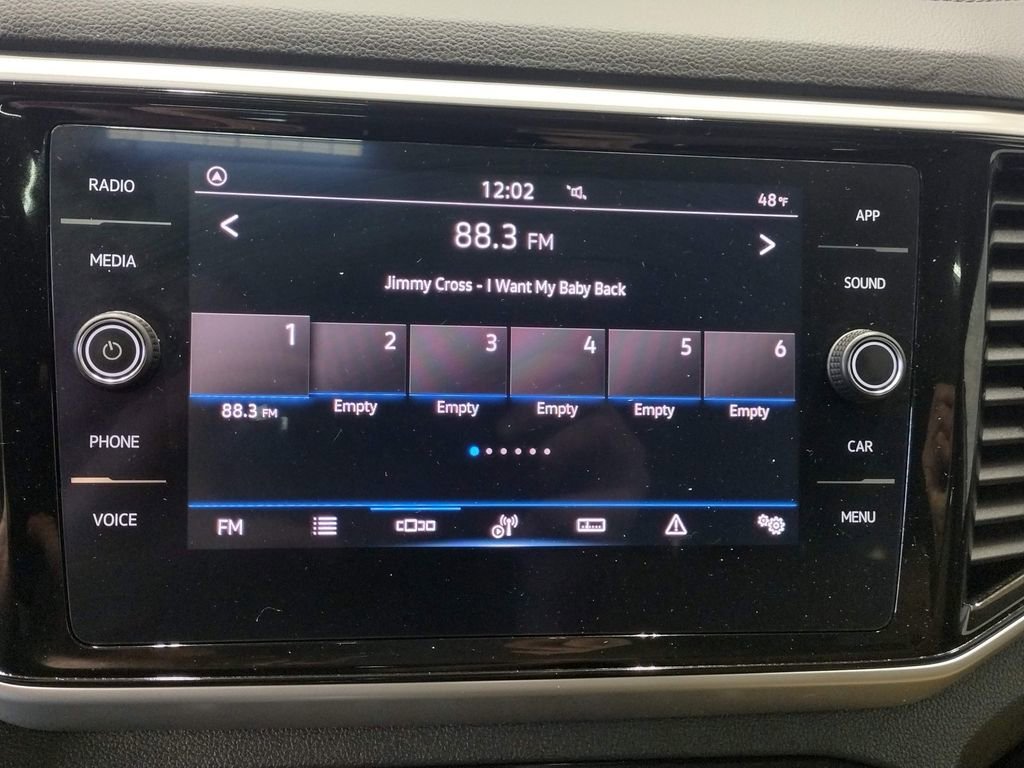 RADIO
MEDIA
PHONE
VOICE
12:02
48°F
88.3 FM
Jimmy Cross - I Want My Baby Back
1 2 3 4 5 6
88.3 FM Empty Empty Empty Empty Empty
FM
APP
SOUND
CAR
MENU